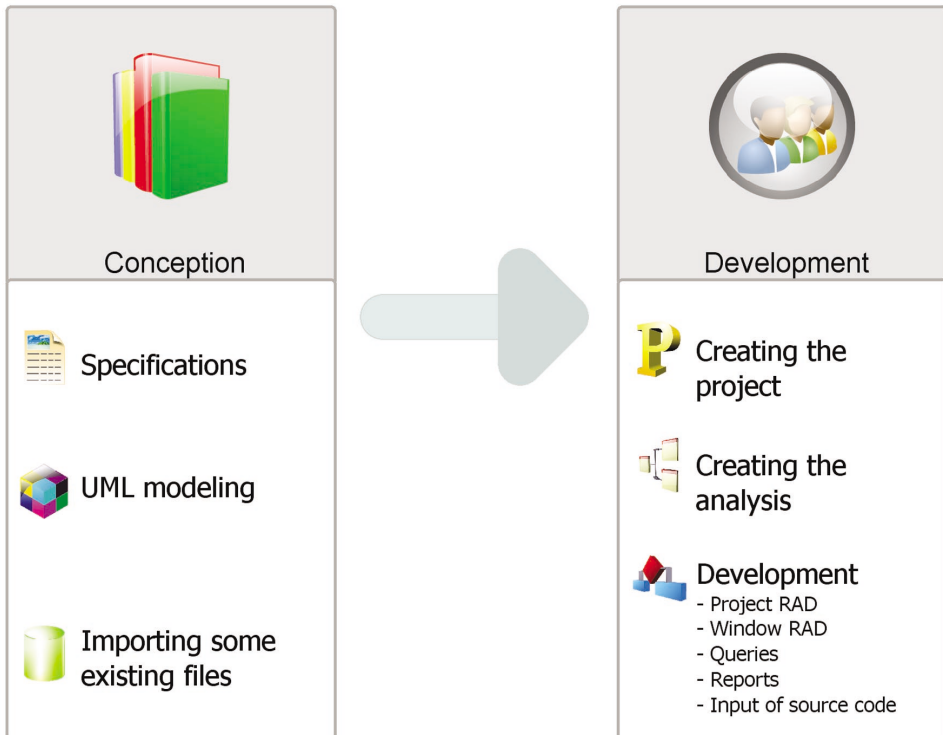 Conception
Specifications
UML modeling
Importing some
existing files
Development
P
Creating the
project
Creating the
analysis
Development
- Project RAD
- Window RAD
- Queries
- Reports
- Input of source code